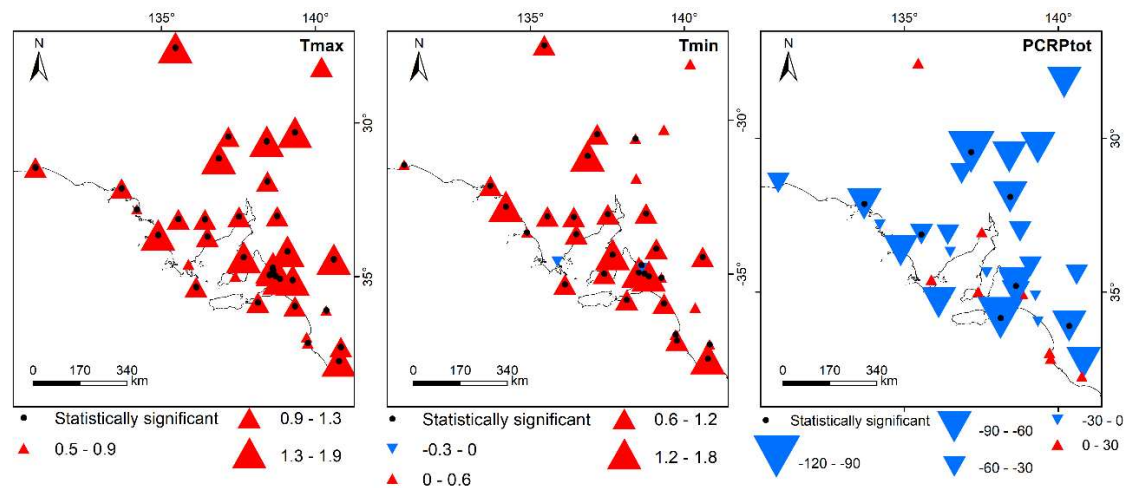 135° 140° 135° 140° 135° 140°
N Tmax N Tmin N PCRPtot
-30° -30° -30°
-35° -35° -35°
0 170 340 km 0 170 340 km 0 170 340 km
Statistically significant 0.9 - 1.3
0.5 - 0.9 1.3 - 1.9
Statistically significant 0.6 - 1.2
-0.3 - 0 1.2 - 1.8
0 - 0.6
Statistically significant -90 - -60 -30 - 0
-120 - -90 -60 - -30 0 - 30